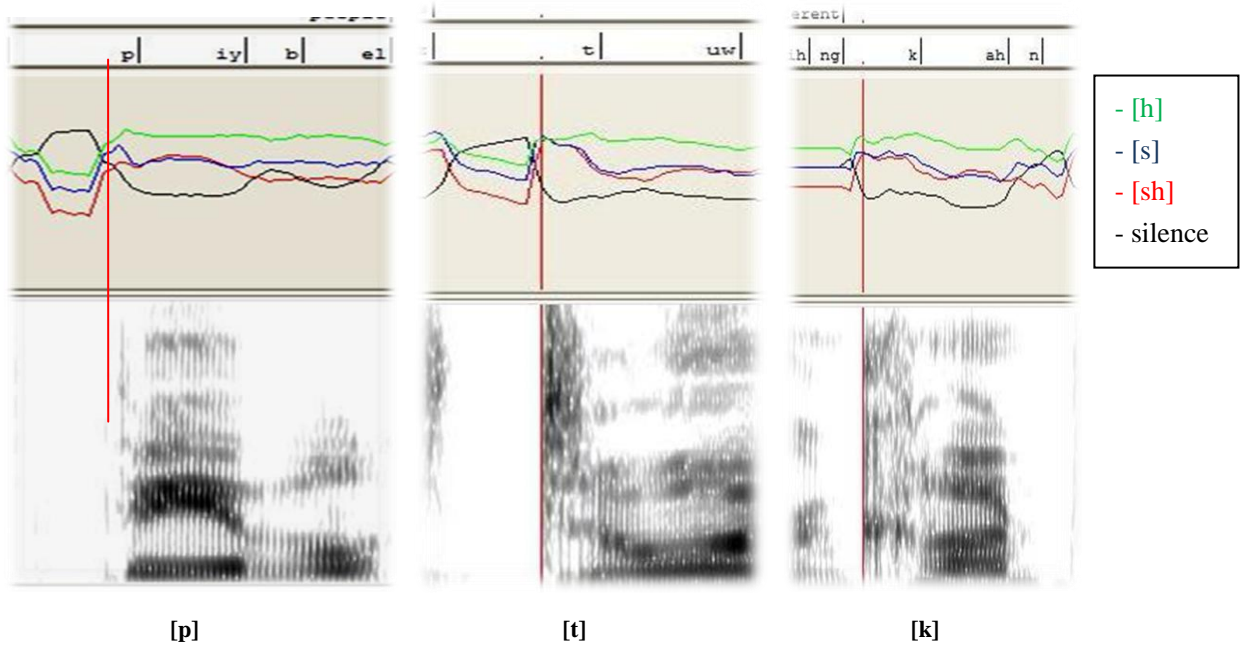 erent
p iy b el
t uw
ih ng k ah n
- [h]
- [s]
- [sh]
- silence
[p] [t] [k]